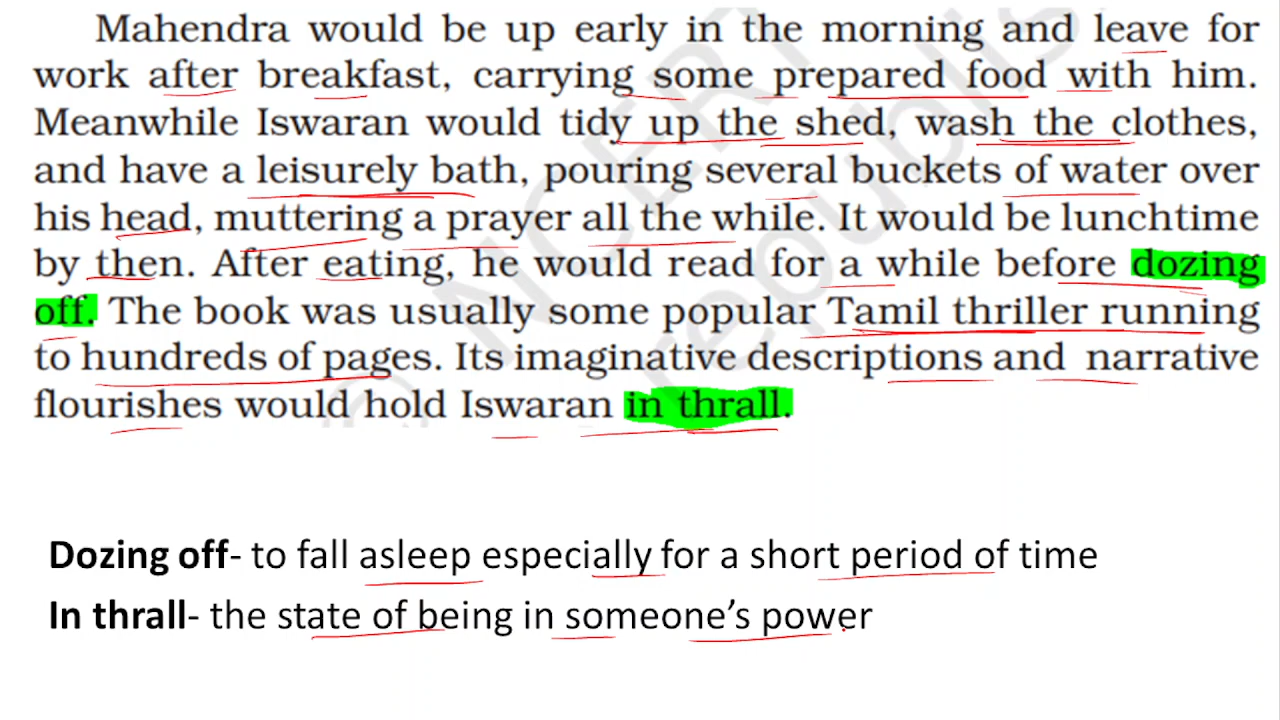 Mahendra would be up early in the morning and leave for
work after breakfast, carrying some prepared food with him.
Meanwhile Iswaran would tidy up the shed, wash the clothes,
and have a leisurely bath, pouring several buckets of water over
his head, muttering a prayer all the while. It would be lunchtime
by then. After eating, he would read for a while before dozing
off. The book was usually some popular Tamil thriller running
to hundreds of pages. Its imaginative descriptions and narrative
flourishes would hold Iswaran in thrall.
© NCERT
republis
Dozing off- to fall asleep especially for a short period of time
In thrall- the state of being in someone’s power